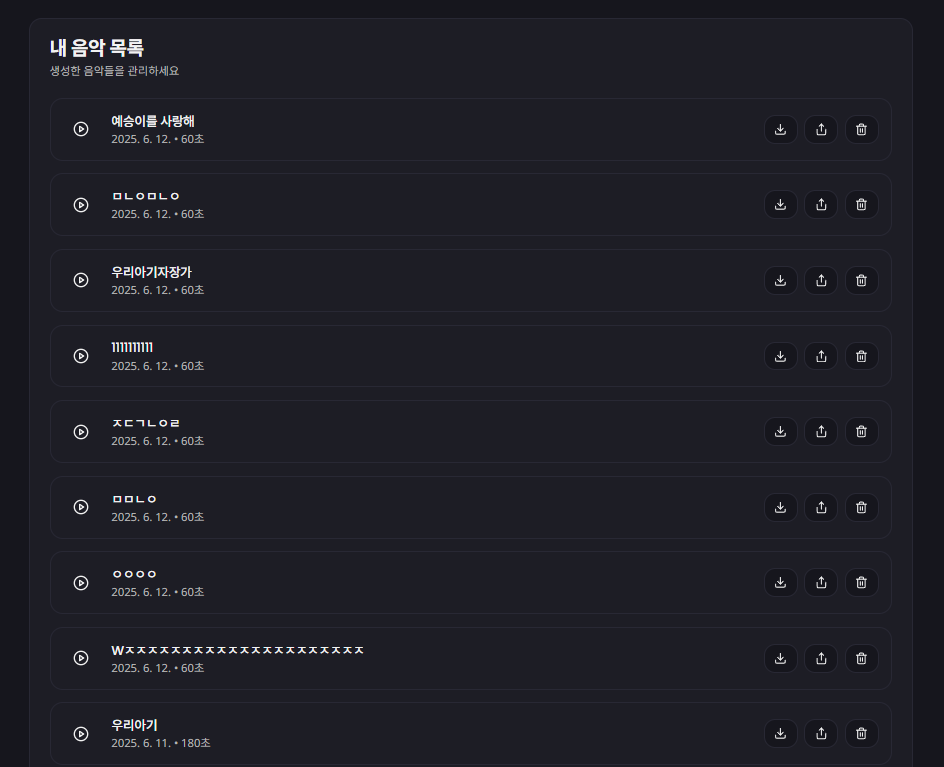 내 음악 목록
생성한 음악들을 관리하세요
예승이를 사랑해
2025. 6. 12. • 60초
ㅁㄴㅇㅁㄴㅇ
2025. 6. 12. • 60초
우리아기자장가
2025. 6. 12. • 60초
1111111111
2025. 6. 12. • 60초
ㅈㄷㄱㄴㅇㄹ
2025. 6. 12. • 60초
ㅁㅁㄴㅇ
2025. 6. 12. • 60초
ㅇㅇㅇㅇ
2025. 6. 12. • 60초
Wㅈㅈㅈㅈㅈㅈㅈㅈㅈㅈㅈㅈㅈㅈㅈㅈㅈㅈㅈㅈㅈ
2025. 6. 12. • 60초
우리아기
2025. 6. 11. • 180초